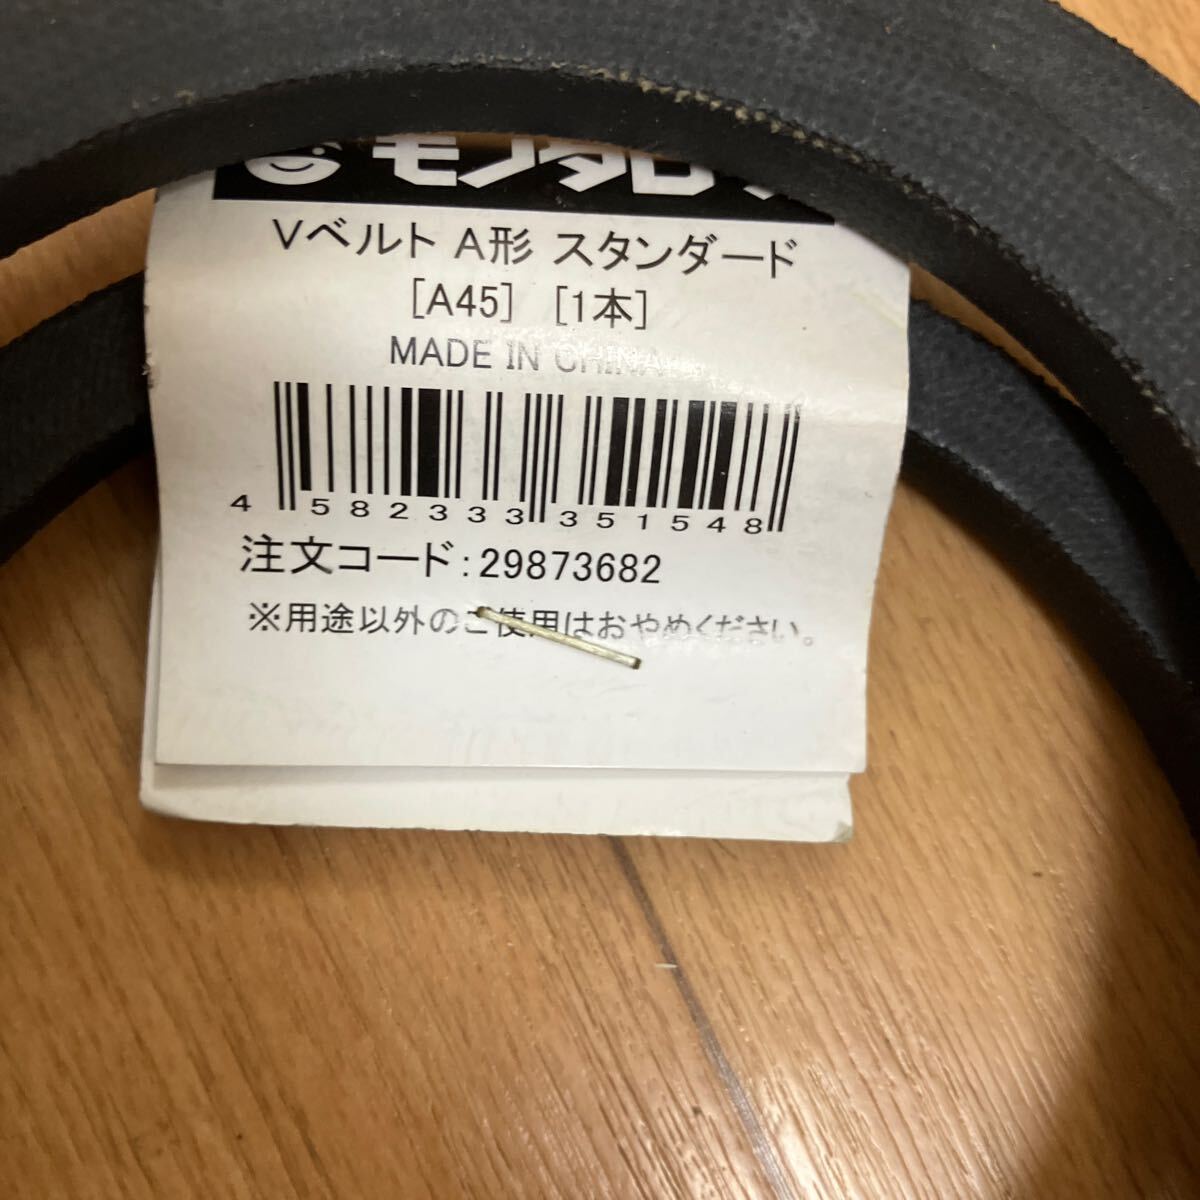 モノタロウ
Vベルト A形 スタンダード
[A45] [1本]
MADE IN CHINA
4 582333 351548
注文コード:29873682
※用途以外のご使用はおやめください。